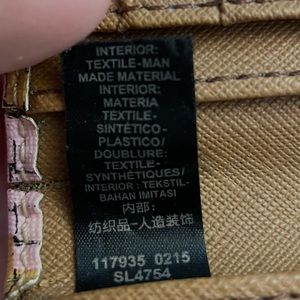 INTERIOR:
TEXTILE-MAN
MADE MATERIAL
INTERIOR:
MATERIA
TEXTILE-
SINTÉTICO-
PLASTICO/
DOUBLURE:
TEXTILE-
SYNTHÉTIQUES/
INTERIOR : TEKSTIL-
BAHAN IMITASI
内部:
纺织品-人造装饰
117935 0215
SL4754